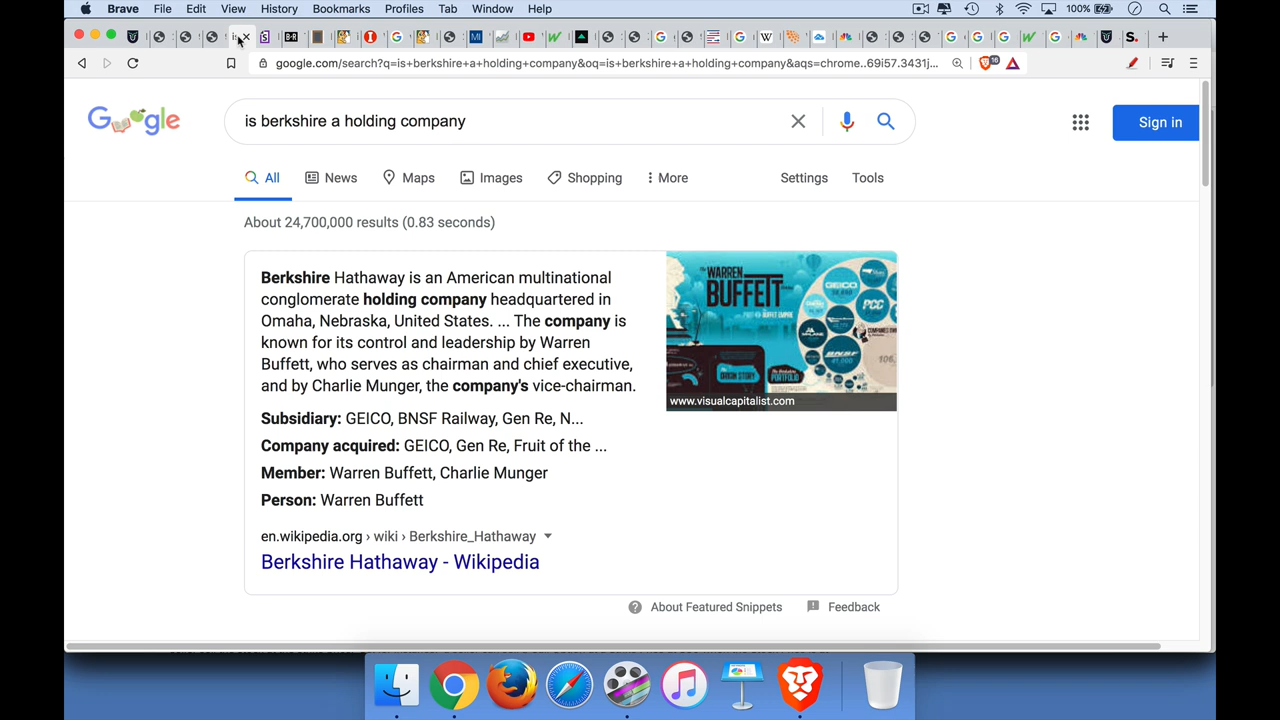 Brave File Edit View History Bookmarks Profiles Tab Window Help 100%
google.com/search?q=is+berkshire+a+holding+company&oq=is+berkshire+a+holding+company&aqs=chrome..69i57.3431j... 16
Google is berkshire a holding company Sign in
All News Maps Images Shopping More Settings Tools
About 24,700,000 results (0.83 seconds)
Berkshire Hathaway is an American multinational
conglomerate holding company headquartered in
Omaha, Nebraska, United States. ... The company is
known for its control and leadership by Warren
Buffett, who serves as chairman and chief executive,
and by Charlie Munger, the company's vice-chairman.
Subsidiary: GEICO, BNSF Railway, Gen Re, N...
Company acquired: GEICO, Gen Re, Fruit of the ...
Member: Warren Buffett, Charlie Munger
Person: Warren Buffett
en.wikipedia.org › wiki › Berkshire_Hathaway
Berkshire Hathaway - Wikipedia
The WARREN
BUFFETT
GEICO
PCC
BNSF
ORIGIN STORY
www.visualcapitalist.com
About Featured Snippets Feedback